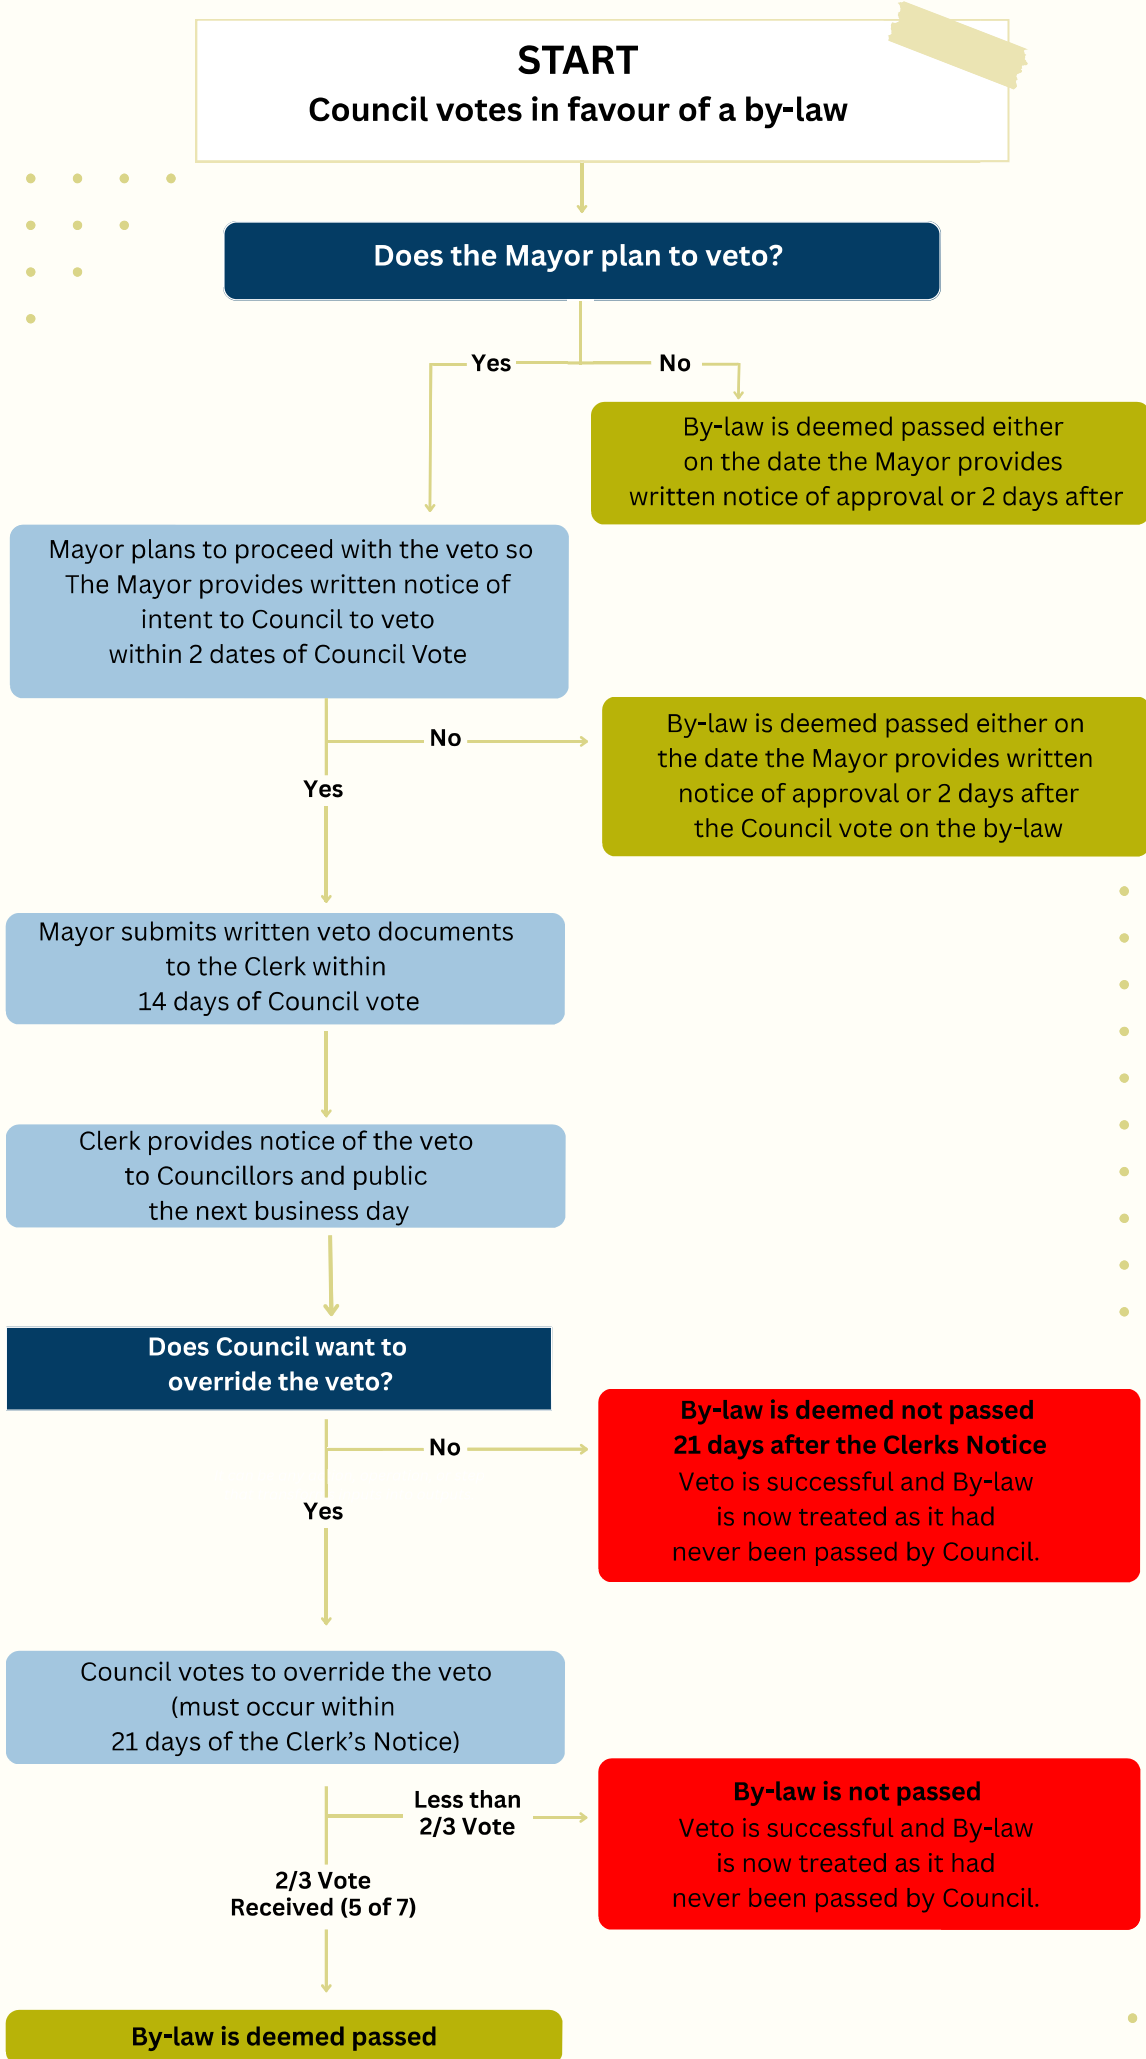 START
Council votes in favour of a by-law
Does the Mayor plan to veto?
Yes
No
By-law is deemed passed either
on the date the Mayor provides
written notice of approval or 2 days after
Mayor plans to proceed with the veto so
The Mayor provides written notice of
intent to Council to veto
within 2 dates of Council Vote
No
Yes
By-law is deemed passed either on
the date the Mayor provides written
notice of approval or 2 days after
the Council vote on the by-law
Mayor submits written veto documents
to the Clerk within
14 days of Council vote
Clerk provides notice of the veto
to Councillors and public
the next business day
Does Council want to
override the veto?
No
Yes
By-law is deemed not passed
21 days after the Clerks Notice
Veto is successful and By-law
is now treated as it had
never been passed by Council.
Council votes to override the veto
(must occur within
21 days of the Clerk's Notice)
Less than
2/3 Vote
By-law is not passed
Veto is successful and By-law
is now treated as it had
never been passed by Council.
2/3 Vote
Received (5 of 7)
By-law is deemed passed